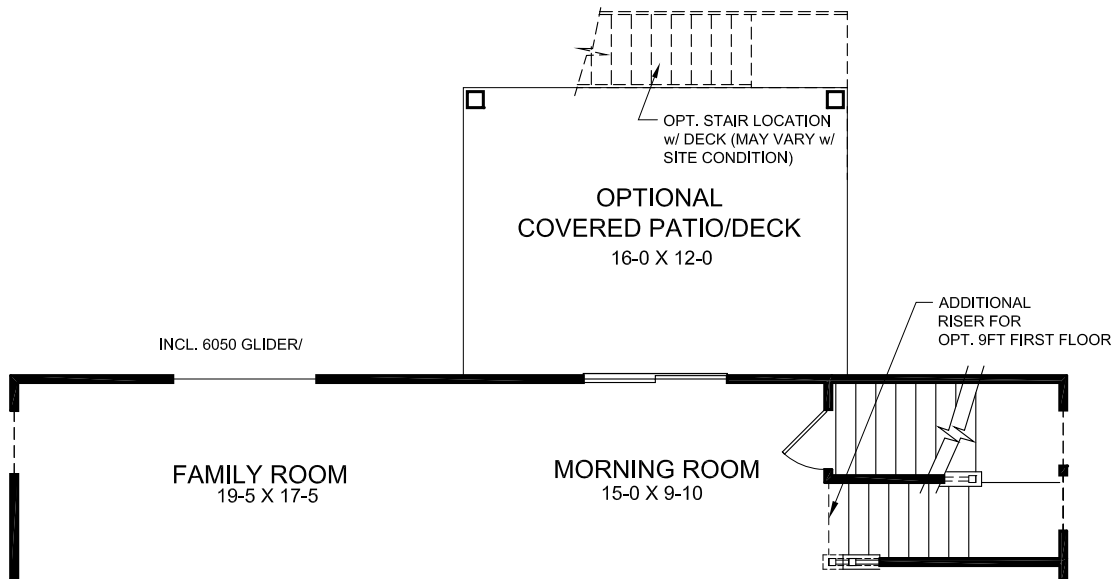 OPT. STAIR LOCATION
w/ DECK (MAY VARY w/
SITE CONDITION)
OPTIONAL
COVERED PATIO/DECK
16-0 X 12-0
ADDITIONAL
RISER FOR
OPT. 9FT FIRST FLOOR
INCL. 6050 GLIDER/
FAMILY ROOM
19-5 X 17-5
MORNING ROOM
15-0 X 9-10